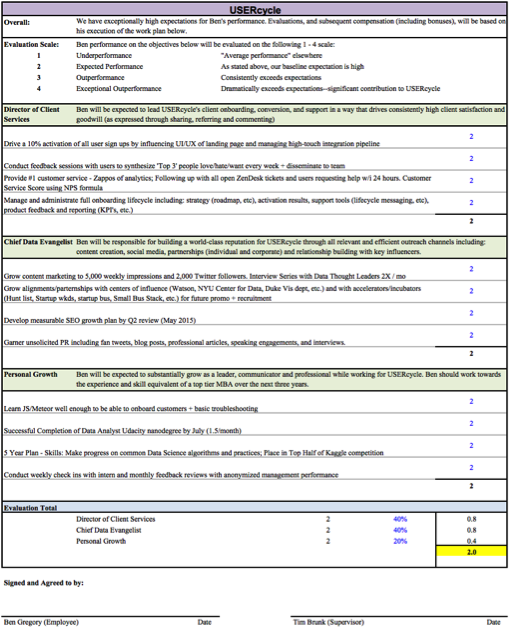 USERcycle
Overall: We have exceptionally high expectations for Ben's performance. Evaluations, and subsequent compensation (including bonuses), will be based on
his execution of the work plan below.
Evaluation Scale: Ben performance on the objectives below will be evaluated on the following 1 - 4 scale:
1 Underperformance "Average performance" elsewhere
2 Expected Performance As stated above, our baseline expectation is high
3 Outperformance Consistently exceeds expectations
4 Exceptional Outperformance Dramatically exceeds expectations--significant contribution to USERcycle
Director of Client Services Ben will be expected to lead USERcycle's client onboarding, conversion, and support in a way that drives consistently high client satisfaction and
goodwill (as expressed through sharing, referring and commenting)
Drive a 10% activation of all user sign ups by influencing UI/UX of landing page and managing high-touch integration pipeline 2
Conduct feedback sessions with users to synthesize 'Top 3' people love/hate/want every week + disseminate to team 2
Provide #1 customer service - Zappos of analytics; Following up with all open ZenDesk tickets and users requesting help w/i 24 hours. Customer
Service Score using NPS formula 2
Manage and administrate full onboarding lifecycle including: strategy (roadmap, etc), activation results, support tools (lifecycle messaging, etc),
product feedback and reporting (KPI's, etc.) 2
2
Chief Data Evangelist Ben will be responsible for building a world-class reputation for USERcycle through all relevant and efficient outreach channels including:
content creation, social media, partnerships (individual and corporate) and relationship building with key influencers.
Grow content marketing to 5,000 weekly impressions and 2,000 Twitter followers. Interview Series with Data Thought Leaders 2X / mo 2
Grow alignments/parternships with centers of influence (Watson, NYU Center for Data, Duke Vis dept, etc.) and with accelerators/incubators
(Hunt list, Startup wkds, startup bus, Small Bus Stack, etc.) for future promo + recruitment 2
Develop measurable SEO growth plan by Q2 review (May 2015) 2
Garner unsolicited PR including fan tweets, blog posts, professional articles, speaking engagements, and interviews. 2
2
Personal Growth Ben will be expected to substantially grow as a leader, communicator and professional while working for USERcycle. Ben should work towards
the experience and skill equivalent of a top tier MBA over the next three years.
Learn JS/Meteor well enough to be able to onboard customers + basic troubleshooting 2
Successful Completion of Data Analyst Udacity nanodegree by July (1.5/month) 2
5 Year Plan - Skills: Make progress on common Data Science algorithms and practices; Place in Top Half of Kaggle competition 2
Conduct weekly check ins with intern and monthly feedback reviews with anonymized management performance 2
2
Evaluation Total
Director of Client Services 2 40% 0.8
Chief Data Evangelist 2 40% 0.8
Personal Growth 2 20% 0.4
2.0
Signed and Agreed to by:
Ben Gregory (Employee) Date Tim Brunk (Supervisor) Date